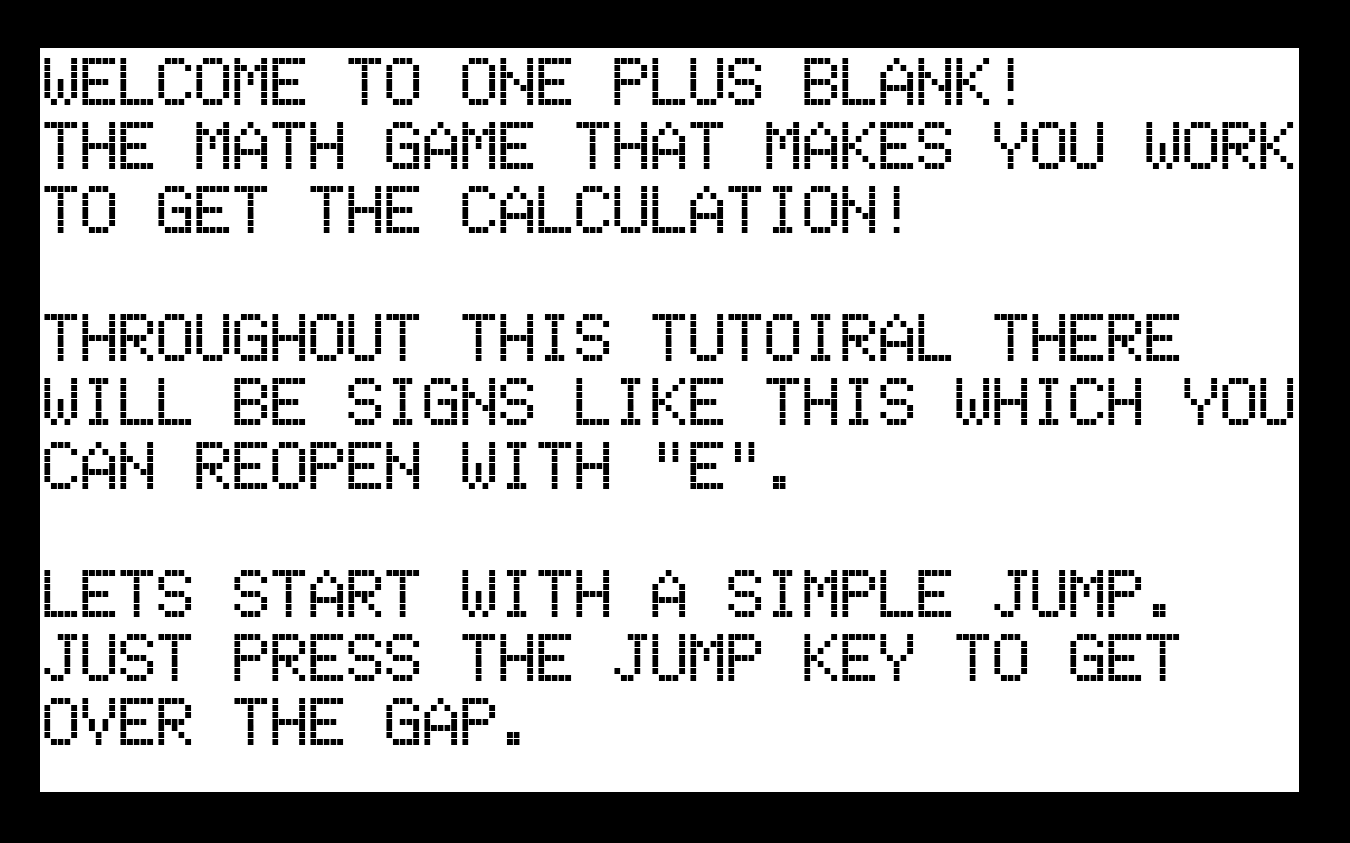 WELCOME TO ONE PLUS BLANK!
THE MATH GAME THAT MAKES YOU WORK
TO GET THE CALCULATION!
THROUGHOUT THIS TUTOIRAL THERE
WILL BE SIGNS LIKE THIS WHICH YOU
CAN REOPEN WITH "E".
LETS START WITH A SIMPLE JUMP.
JUST PRESS THE JUMP KEY TO GET
OVER THE GAP.